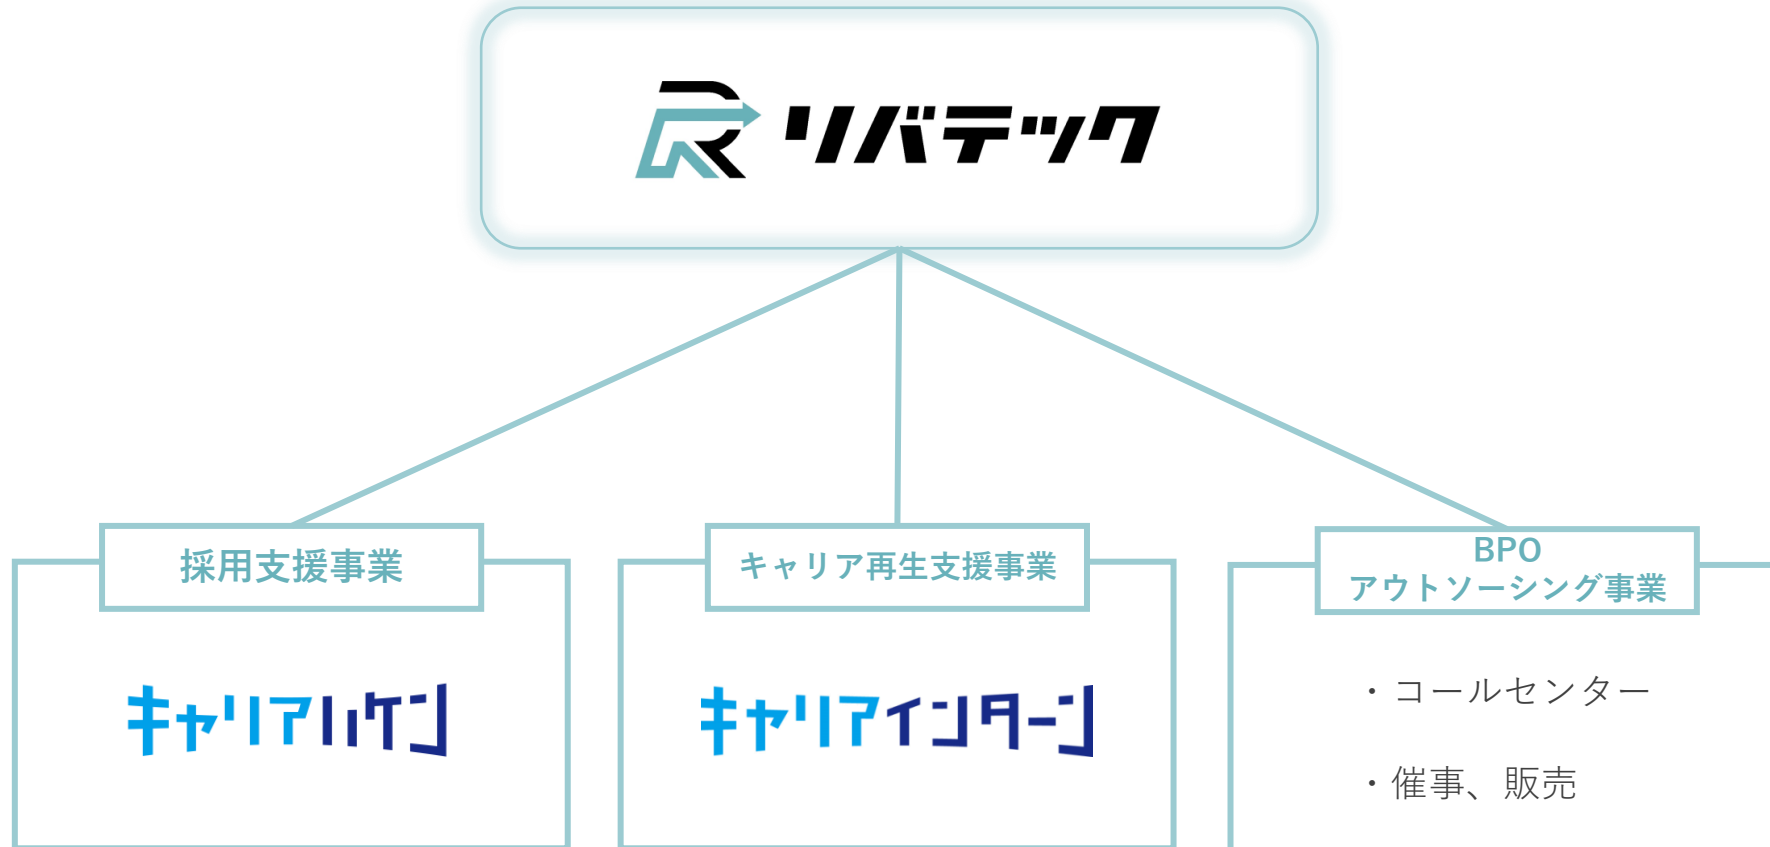 リバテック
採用支援事業
キャリアハケン
キャリア再生支援事業
キャリアインターン
BPO
アウトソーシング事業
・コールセンター
・催事、販売